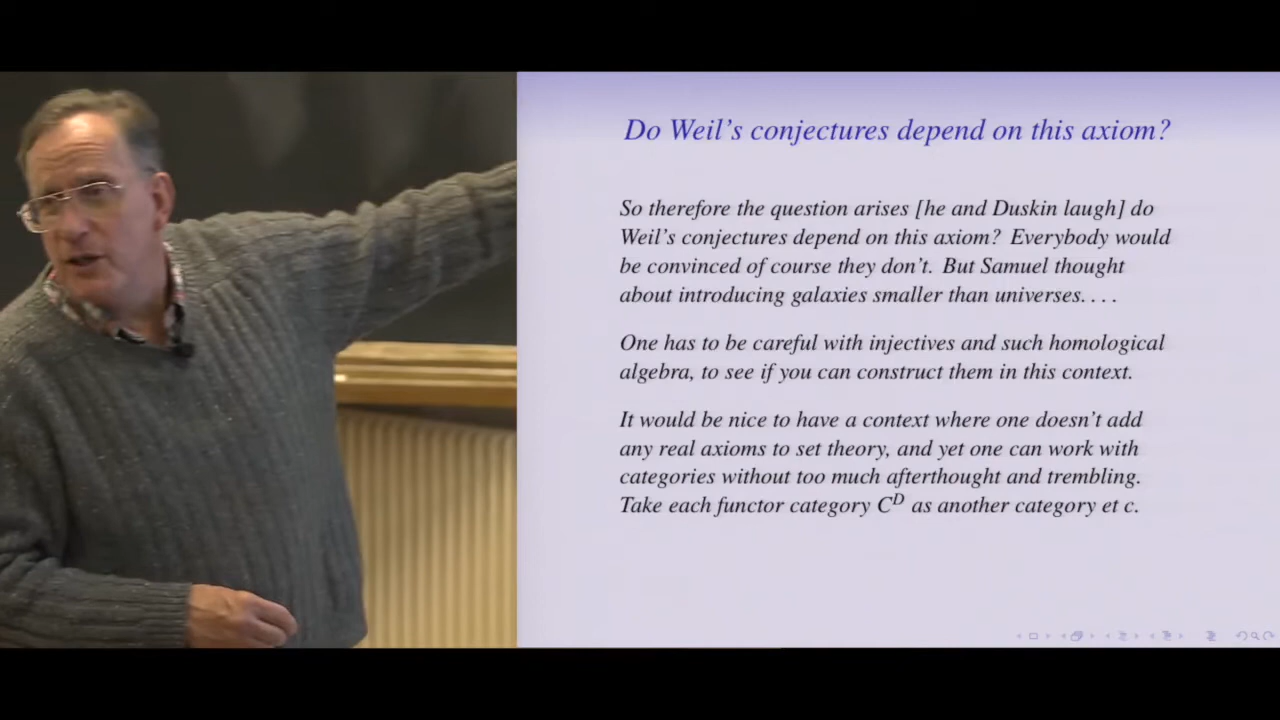 Do Weil's conjectures depend on this axiom?
So therefore the question arises [he and Duskin laugh] do
Weil's conjectures depend on this axiom? Everybody would
be convinced of course they don't. But Samuel thought
about introducing galaxies smaller than universes. . . .
One has to be careful with injectives and such homological
algebra, to see if you can construct them in this context.
It would be nice to have a context where one doesn't add
any real axioms to set theory, and yet one can work with
categories without too much afterthought and trembling.
Take each functor category Cᴰ as another category et c.